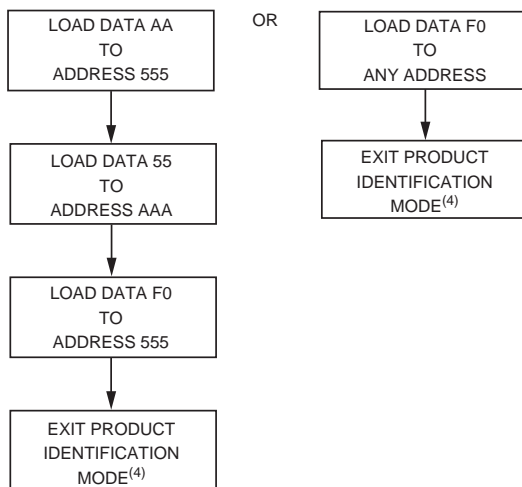 LOAD DATA AA
TO
ADDRESS 555
LOAD DATA 55
TO
ADDRESS AAA
LOAD DATA F0
TO
ADDRESS 555
EXIT PRODUCT
IDENTIFICATION
MODE(4)
OR
LOAD DATA F0
TO
ANY ADDRESS
EXIT PRODUCT
IDENTIFICATION
MODE(4)